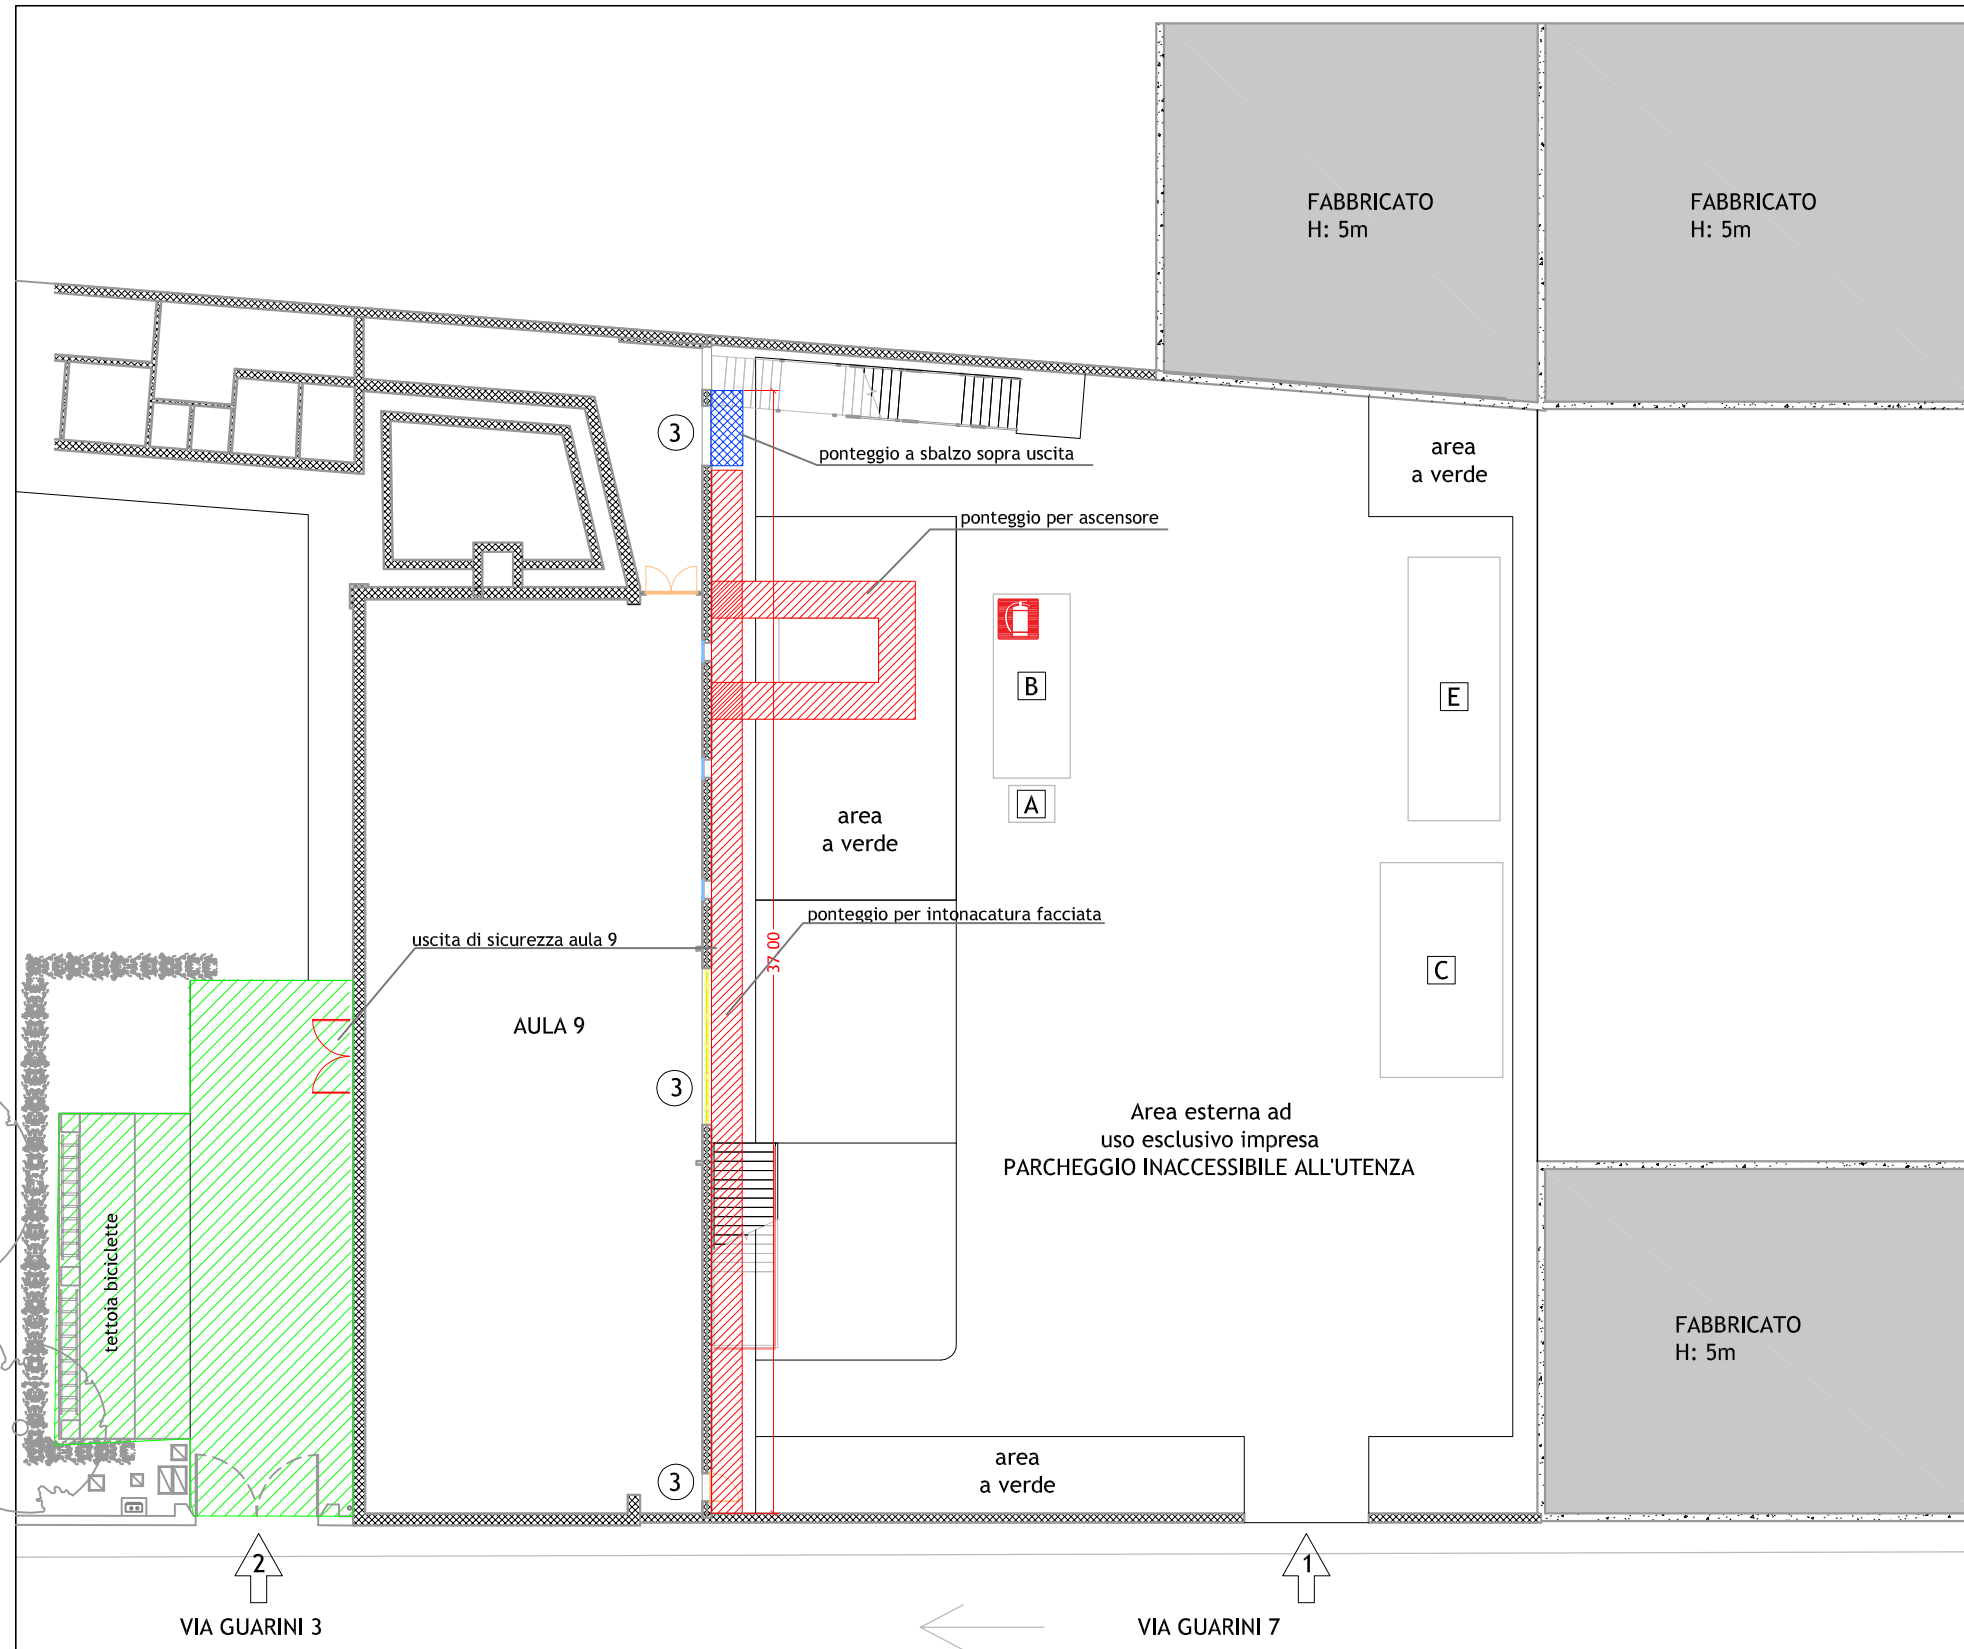 FABBRICATO
H: 5m
FABBRICATO
H: 5m
3
ponteggio a sbalzo sopra uscita
area
a verde
ponteggio per ascensore
B
E
A
area
a verde
ponteggio per intonacatura facciata
uscita di sicurezza aula 9
37.00
C
AULA 9
3
Area esterna ad
uso esclusivo impresa
PARCHEGGIO INACCESSIBILE ALL'UTENZA
tettoia biciclette
FABBRICATO
H: 5m
3
area
a verde
2
1
VIA GUARINI 3
VIA GUARINI 7